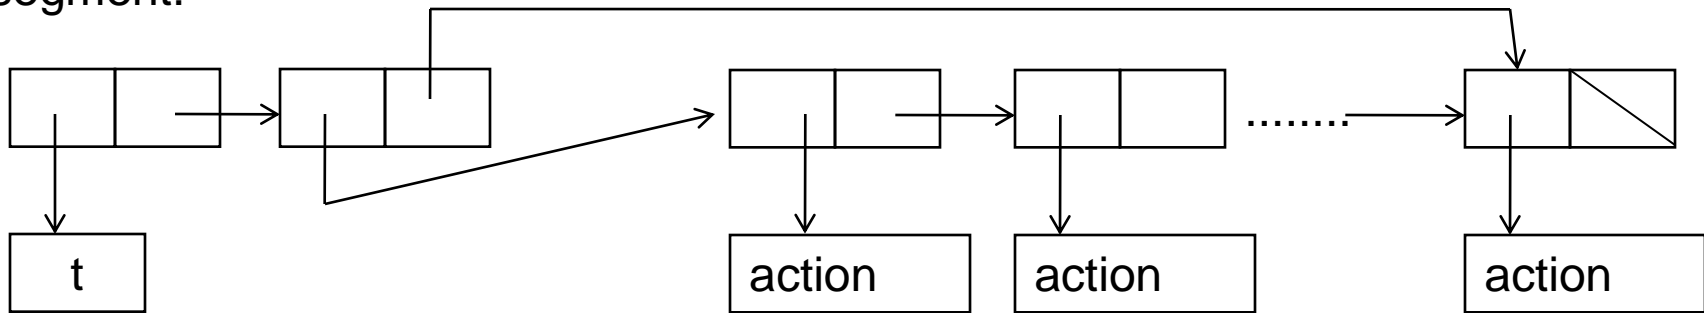 segment.
........
t
action action action